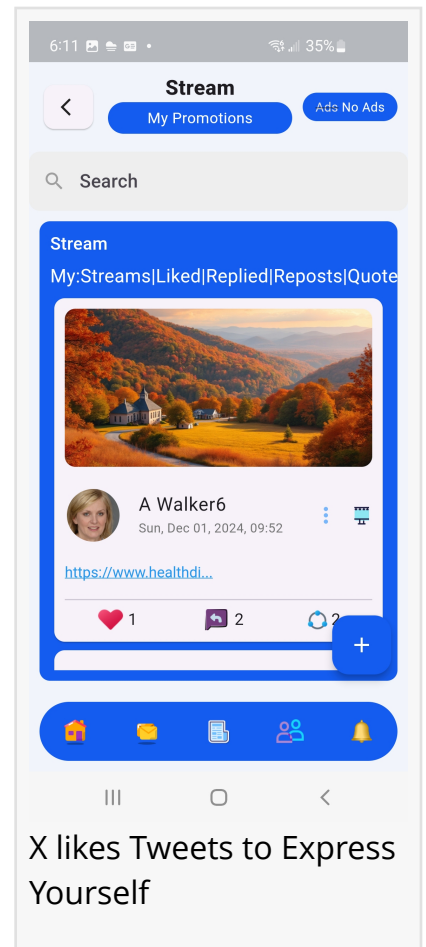 6:11
35%
Stream
My Promotions
Ads No Ads
Search
Stream
My:Streams|Liked|Replied|Reposts|Quote
A Walker6
Sun, Dec 01, 2024, 09:52
https://www.healthdi...
1
2
2
+
X likes Tweets to Express
Yourself